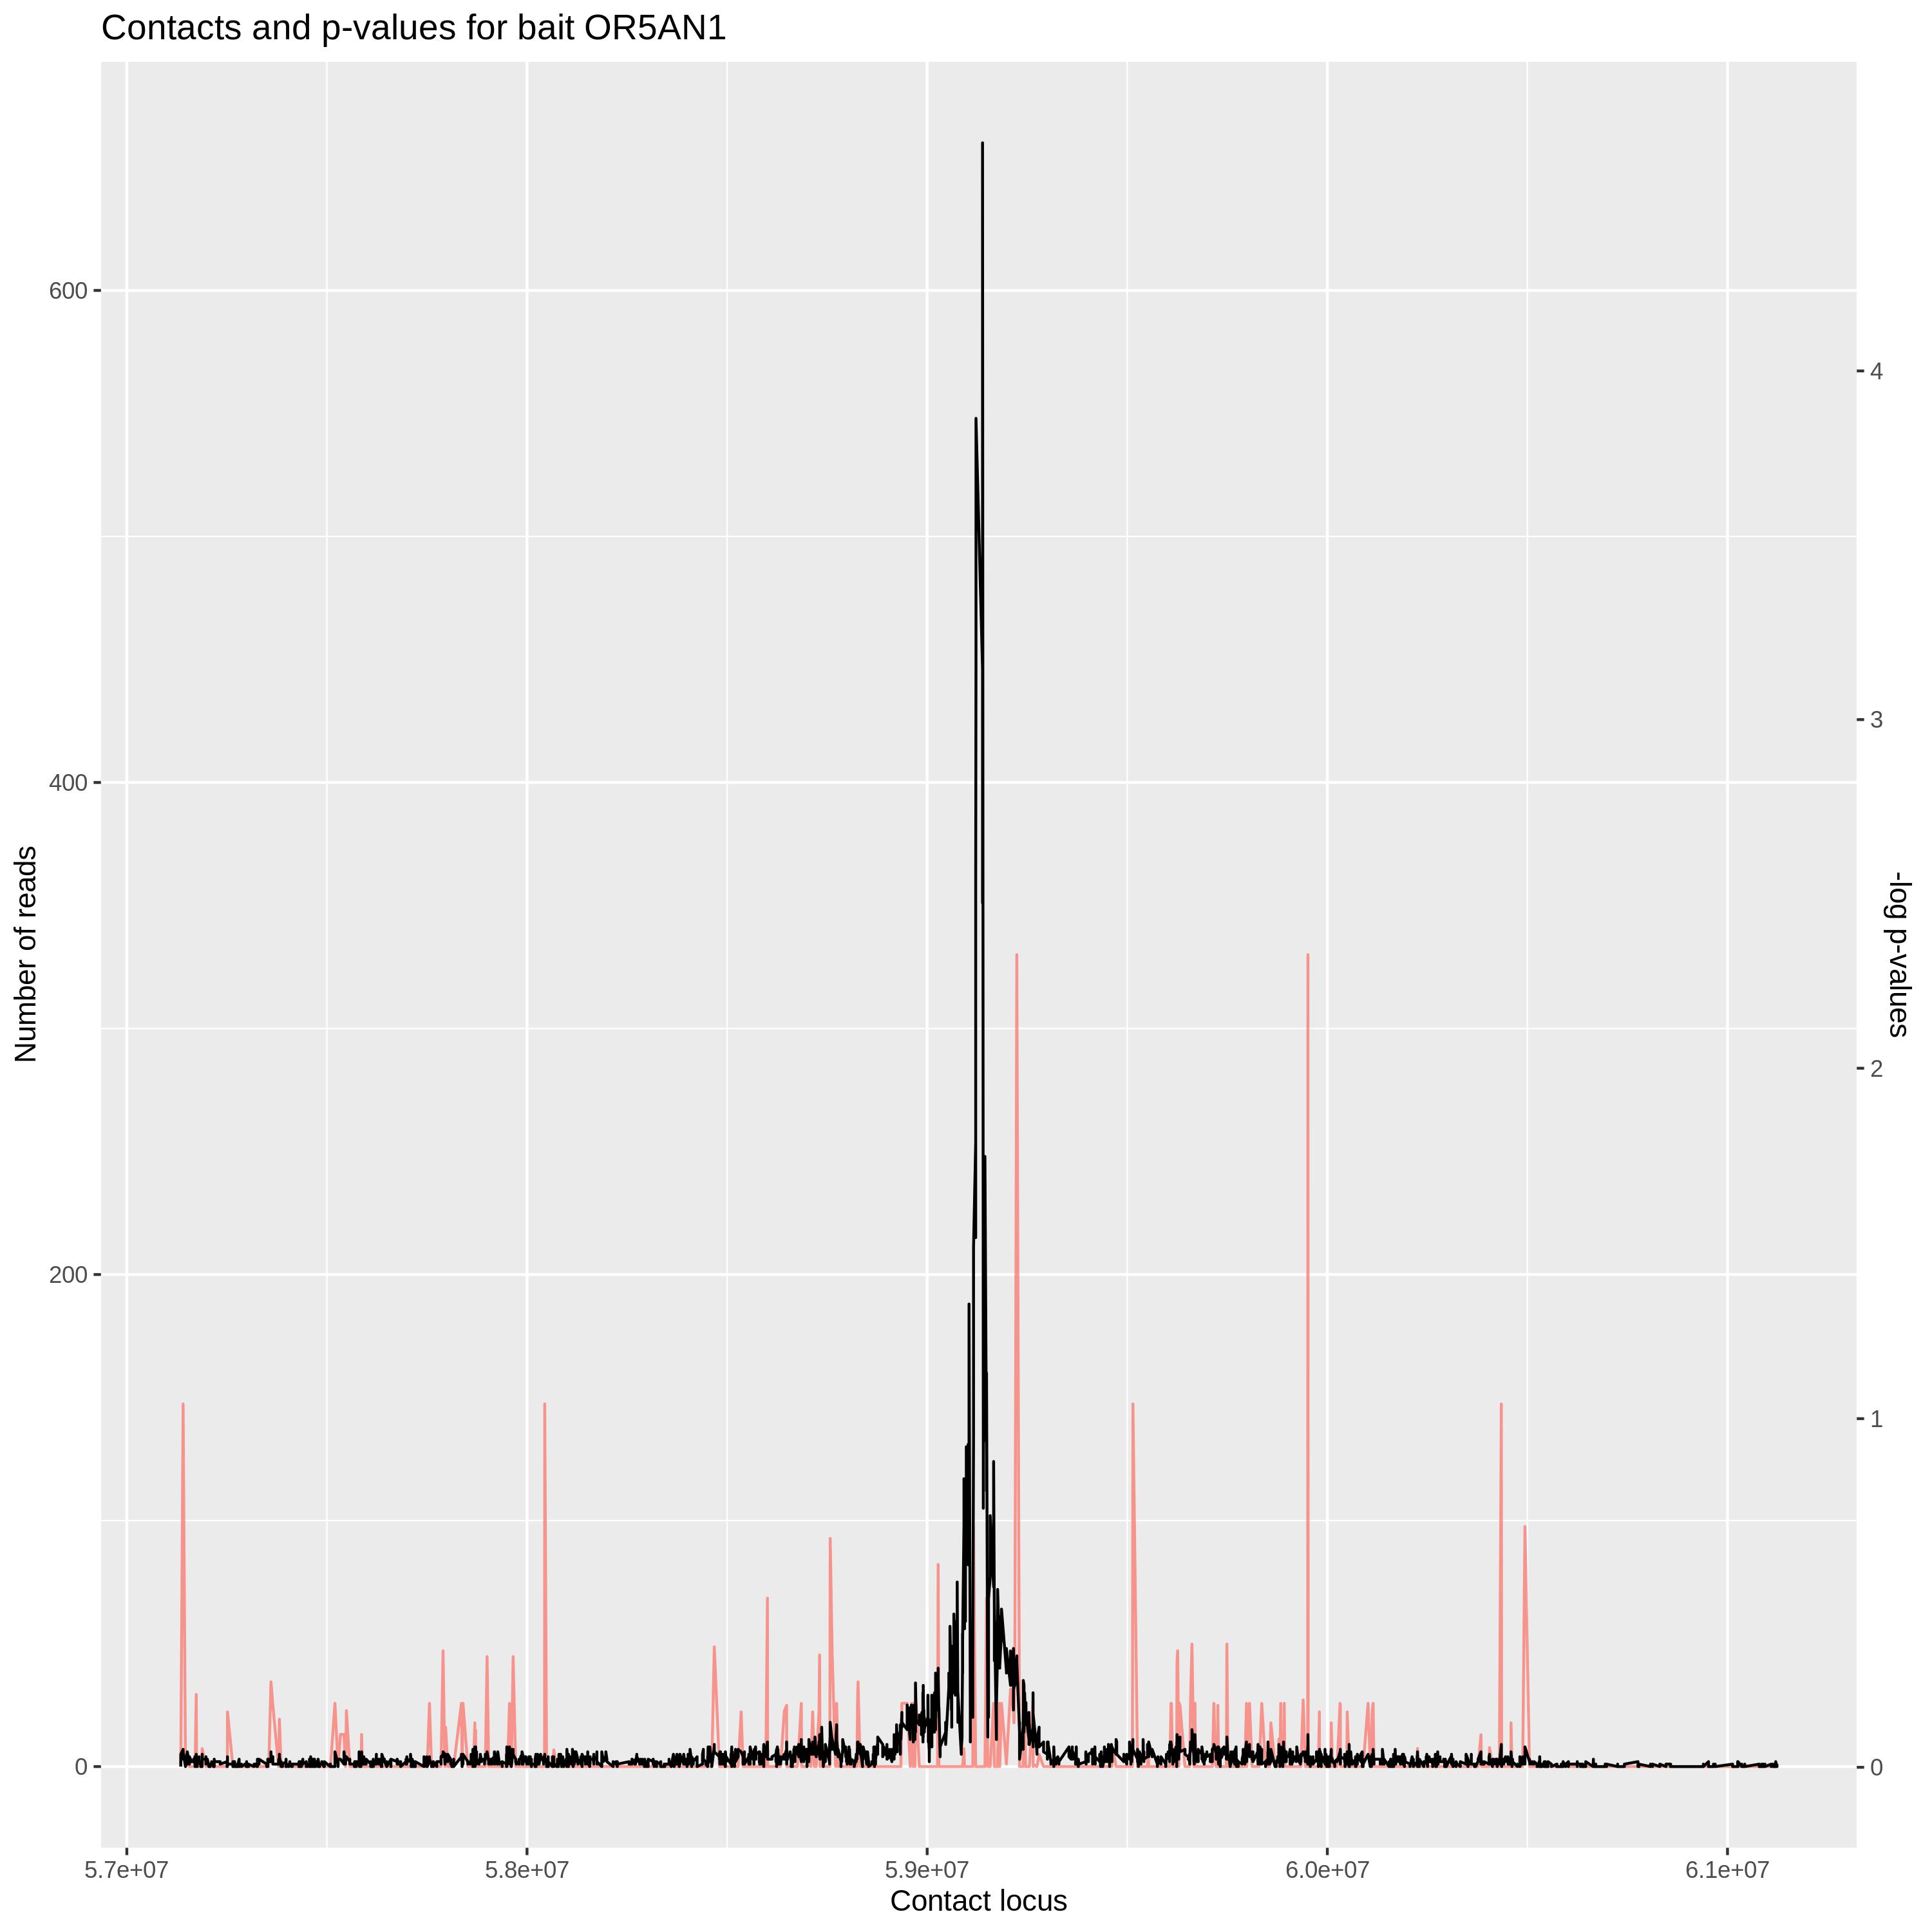 Contacts and p-values for bait OR5AN1
600
400
200
0
Number of reads
4
3
2
1
0
-log p-values
5.7e+07
5.8e+07
5.9e+07
6.0e+07
6.1e+07
Contact locus